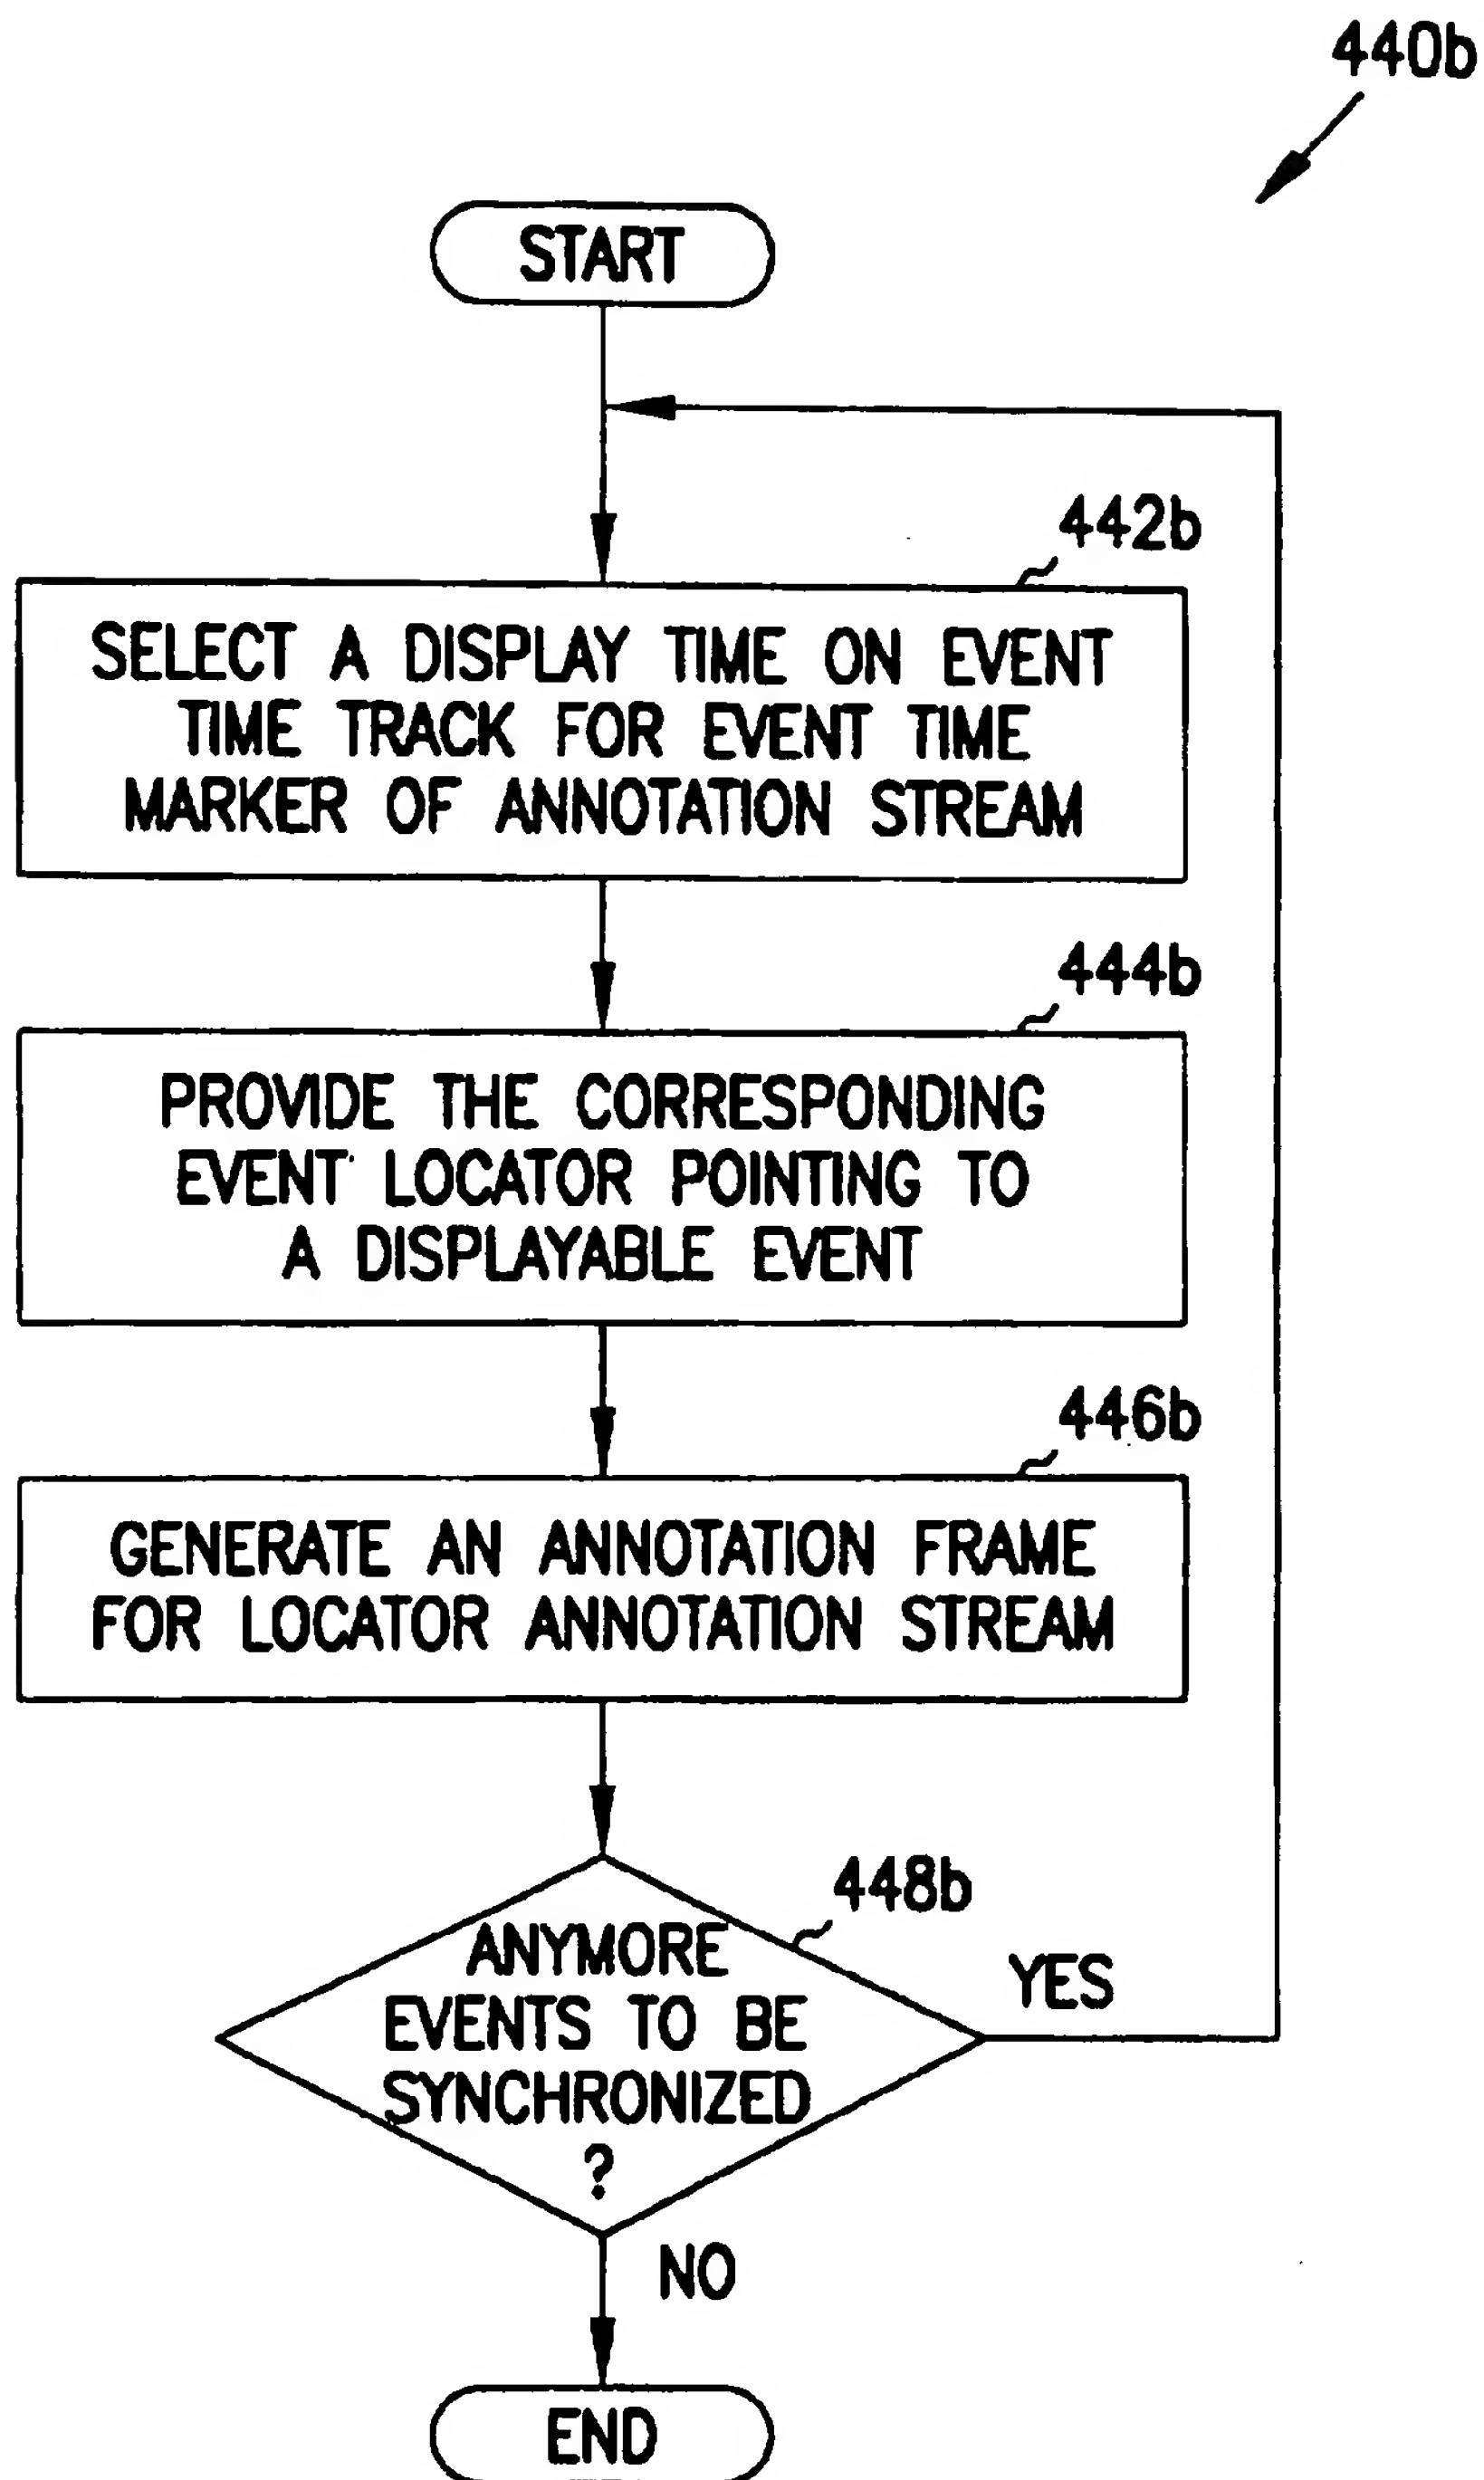 440b
START
442b
SELECT A DISPLAY TIME ON EVENT
TIME TRACK FOR EVENT TIME
MARKER OF ANNOTATION STREAM
444b
PROVIDE THE CORRESPONDING
EVENT LOCATOR POINTING TO
A DISPLAYABLE EVENT
446b
GENERATE AN ANNOTATION FRAME
FOR LOCATOR ANNOTATION STREAM
448b
ANYMORE
EVENTS TO BE
SYNCHRONIZED
?
YES
NO
END